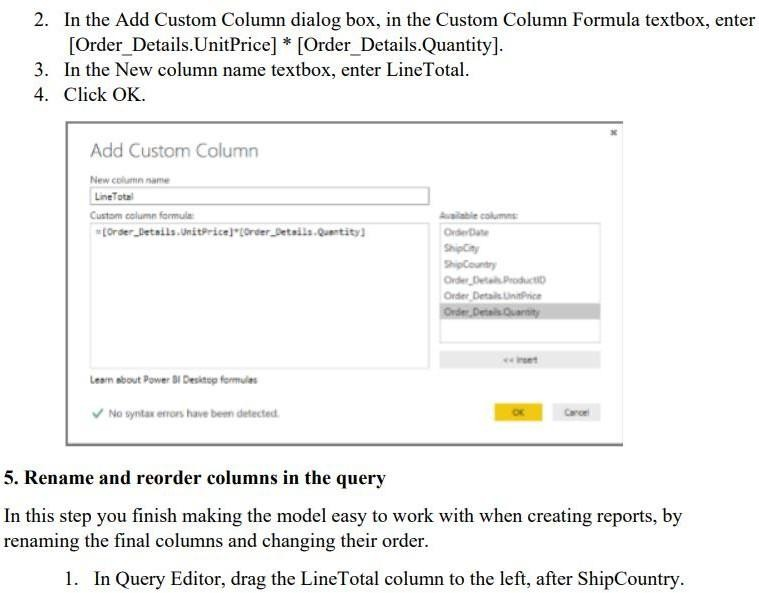 2. In the Add Custom Column dialog box, in the Custom Column Formula textbox, enter
[Order_Details.UnitPrice] * [Order_Details.Quantity].
3. In the New column name textbox, enter LineTotal.
4. Click OK.
Add Custom Column
New column name
LineTotal
Custom column formula:
=[Order_Details.UnitPrice]*[Order_Details.Quantity]
Available columns:
OrderDate
ShipCity
ShipCountry
Order_Details.ProductID
Order_Details.UnitPrice
Order_Details.Quantity
<< Insert
Learn about Power BI Desktop formulas
No syntax errors have been detected.
OK
Cancel
5. Rename and reorder columns in the query
In this step you finish making the model easy to work with when creating reports, by
renaming the final columns and changing their order.
1. In Query Editor, drag the LineTotal column to the left, after ShipCountry.